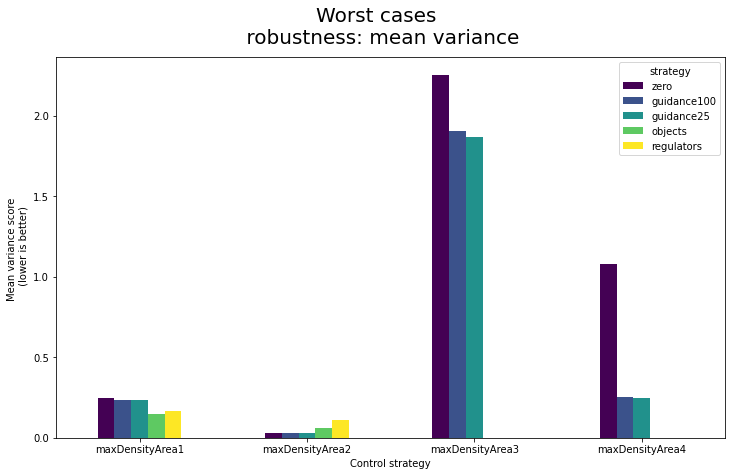 Worst cases
robustness: mean variance
strategy
zero
guidance100
guidance25
objects
regulators
Mean variance score
(lower is better)
2.0
1.5
1.0
0.5
0.0
maxDensityArea1
maxDensityArea2
maxDensityArea3
maxDensityArea4
Control strategy